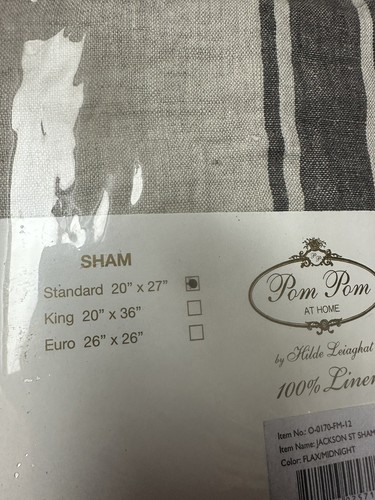 SHAM
Standard 20" x 27"
King 20" x 36"
Euro 26" x 26"
PP
Pom Pom
AT HOME
by Hilde Leiaghat
100% Linen
Item No.: O-0170-FM-12
Item Name: JACKSON ST SHAM
Color: FLAX/MIDNIGHT